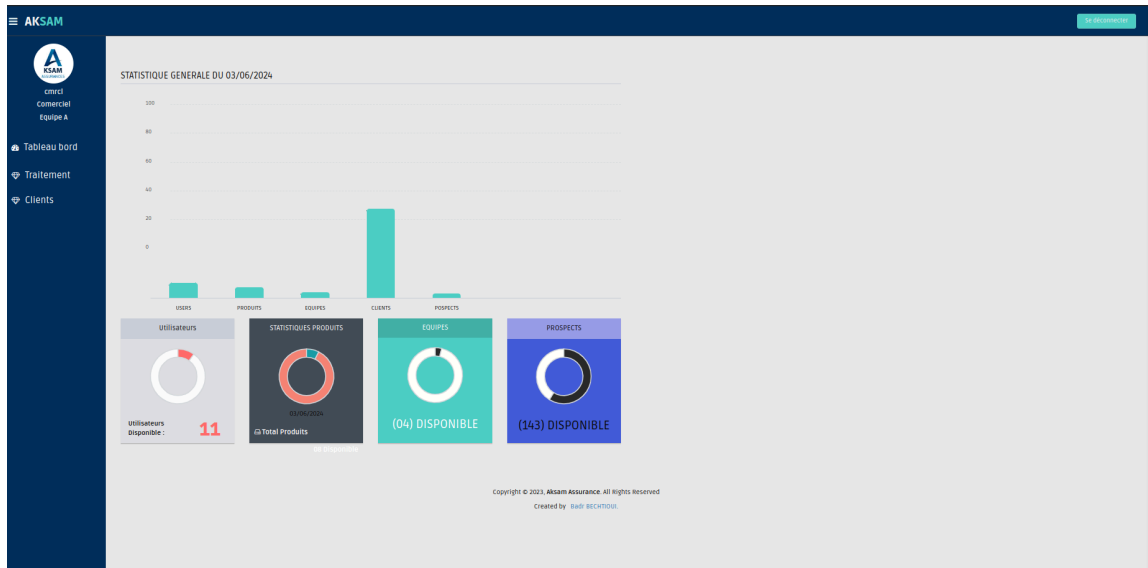 AKSAM
Se déconnecter
KSAM
cmrcl
Comerciel
Equipe A
Tableau bord
Traitement
Clients
STATISTIQUE GENERALE DU 03/06/2024
100
80
60
40
20
0
USERS PRODUITS EQUIPES CLIENTS POSPECTS
Utilisateurs
Utilisateurs
Disponible :
11
STATISTIQUES PRODUITS
03/06/2024
Total Produits
08 Disponible
EQUIPES
(04) DISPONIBLE
PROSPECTS
(143) DISPONIBLE
Copyright © 2023, Aksam Assurance. All Rights Reserved
Created by Badr BECHTIOUI